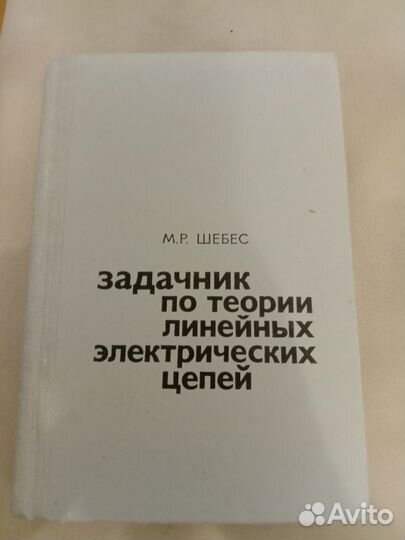 М.Р. ШЕБЕС
задачник
по теории
линейных
электрических
цепей
Avito